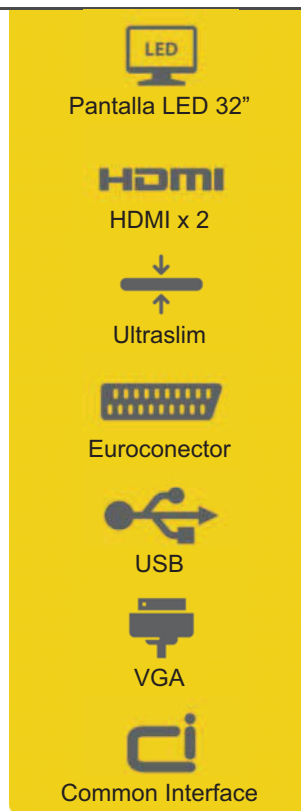 LED
Pantalla LED 32”
HDMI
HDMI x 2
Ultraslim
Euroconector
USB
VGA
Ci
Common Interface